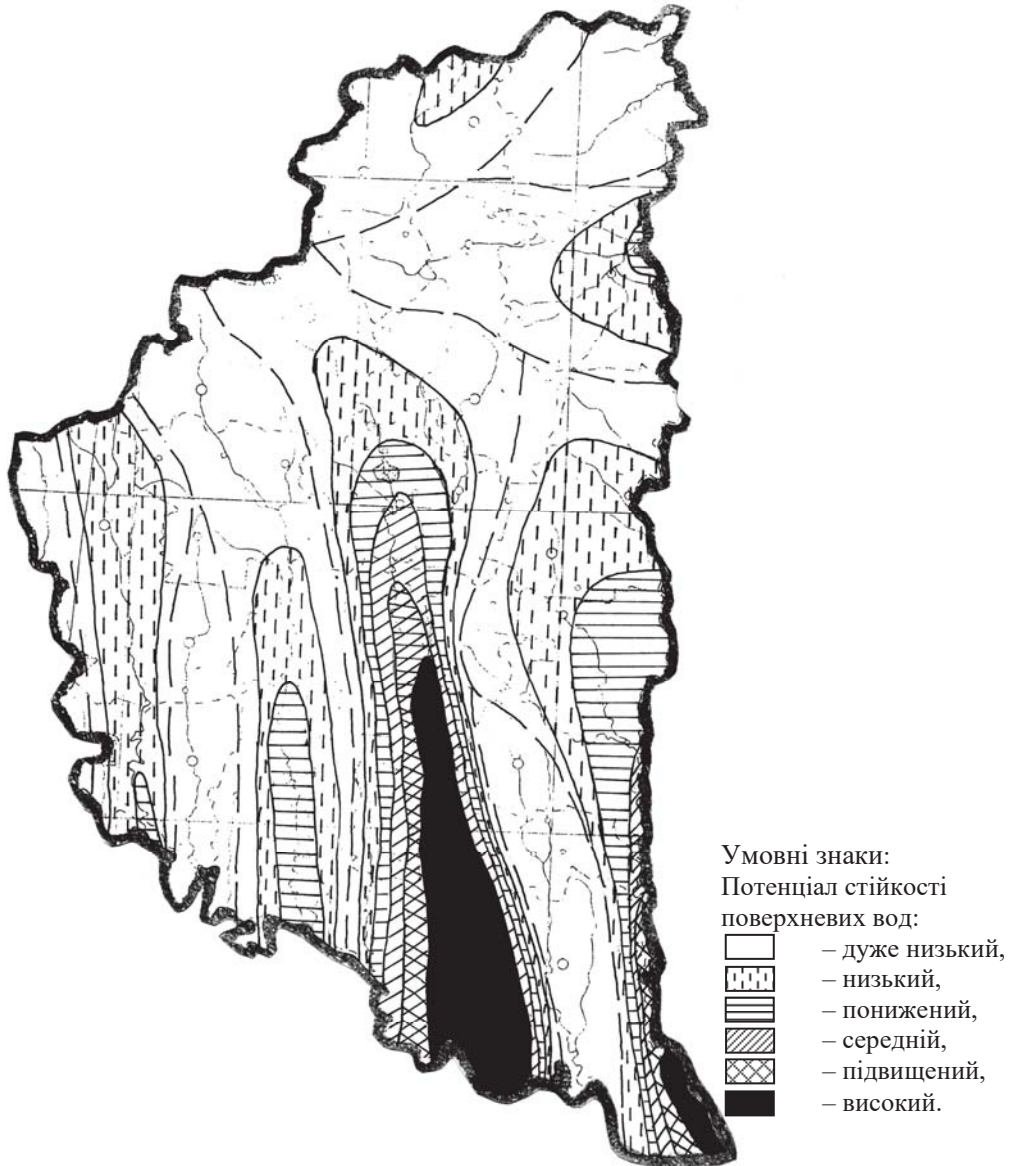 Умовні знаки:
Потенціал стійкості
поверхневих вод:
– дуже низький,
– низький,
– понижений,
– середній,
– підвищений,
– високий.